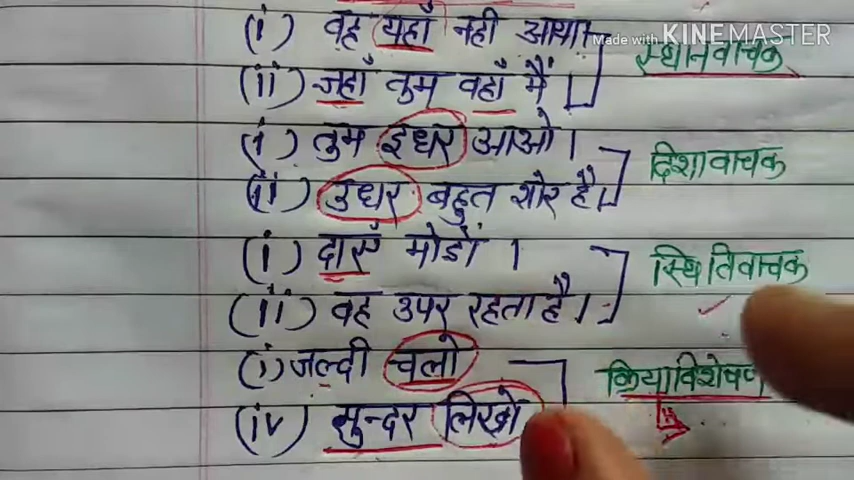 Made with KINEMASTER
(i) वह यहाँ नही आया।
(ii) जहाँ तुम वहाँ मैं।
स्थानवाचक
(i) तुम इधर आओ।
(ii) उधर बहुत शोर है।
दिशावाचक
(i) दाएँ मोडो।
(ii) वह उपर रहता है।
स्थितिवाचक
(i) जल्दी चलो
(iv) सुन्दर लिखो
क्रियाविशेषण